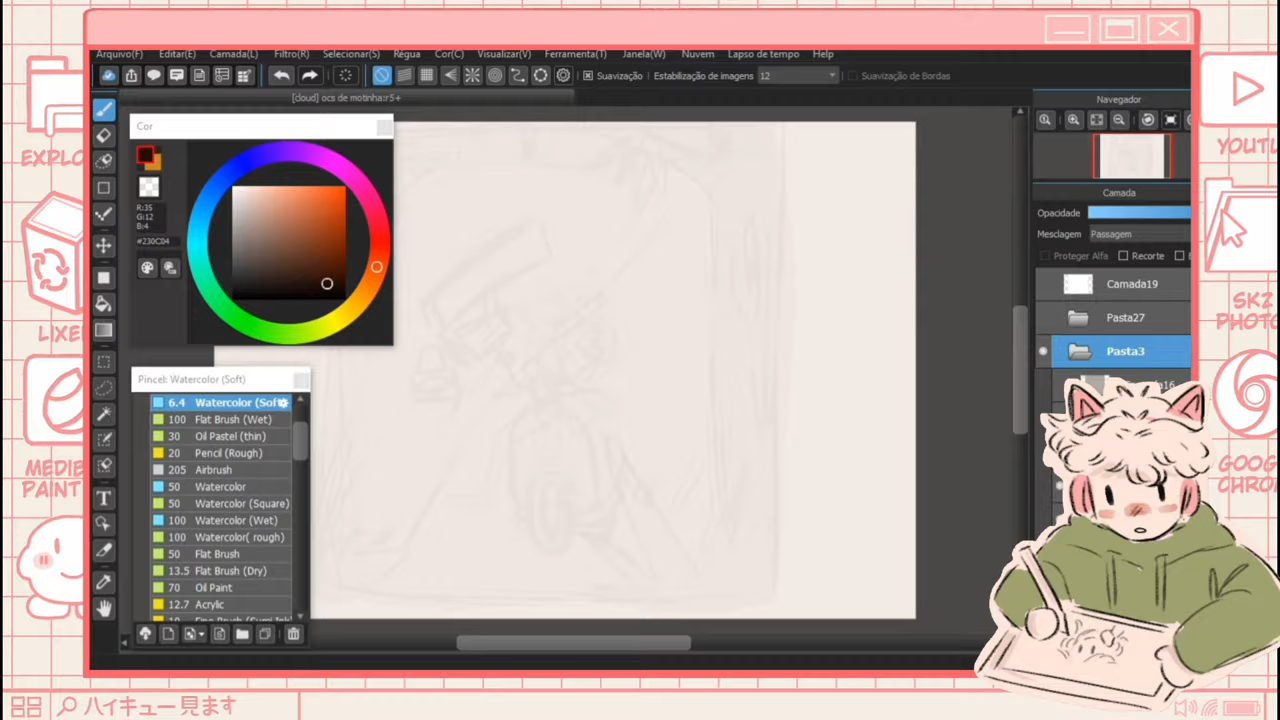 Arquivo(F) Editar(E) Camada(L) Filtro(R) Selecionar(S) Régua Cor(C) Visualizar(V) Ferramenta(T) Janela(W) Nuvem Lapso de tempo Help
Suavização Estabilização de imagens 12 Suavização de Bordas
[cloud] ocs de motinha:r5+
Cor
R:35
G:12
B:4
#230C04
Pincel: Watercolor (Soft)
6.4 Watercolor (Soft
100 Flat Brush (Wet)
30 Oil Pastel (thin)
20 Pencil (Rough)
205 Airbrush
50 Watercolor
50 Watercolor (Square)
100 Watercolor (Wet)
100 Watercolor( rough)
50 Flat Brush
13.5 Flat Brush (Dry)
70 Oil Paint
12.7 Acrylic
Navegador
Camada
Opacidade
Mesclagem Passagem
Proteger Alfa Recorte
Camada19
Pasta27
Pasta3
EXPLO
LIXE
MEDIB
PAINT
YOUTU
SK2
PHOTO
GOOG
CHRO
ハイキュー見ます